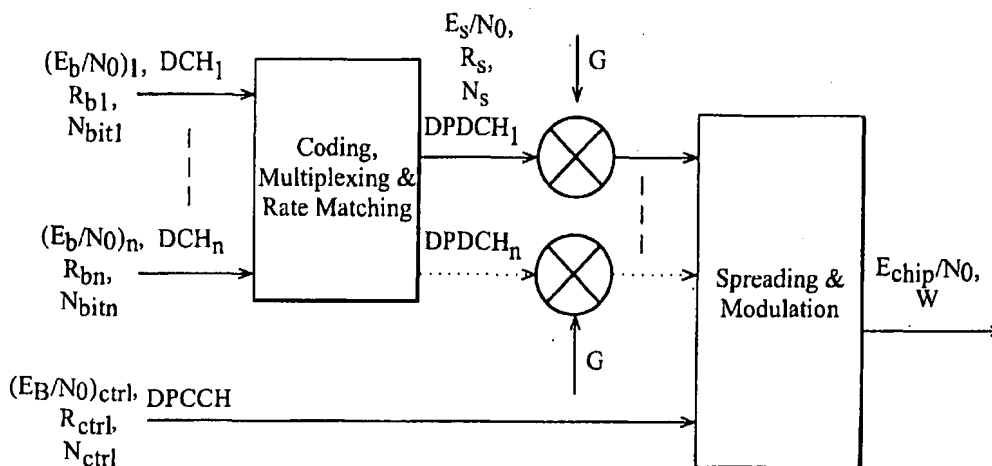 (Eb/N0)1, DCH1
Rb1,
Nbit1
(Eb/N0)n, DCHn
Rbn,
Nbitn
Coding,
Multiplexing &
Rate Matching
Es/N0,
Rs,
Ns
DPDCH1
DPDCHn
G
G
Spreading &
Modulation
Echip/N0,
W
(EB/N0)ctrl, DPCCH
Rctrl,
Nctrl